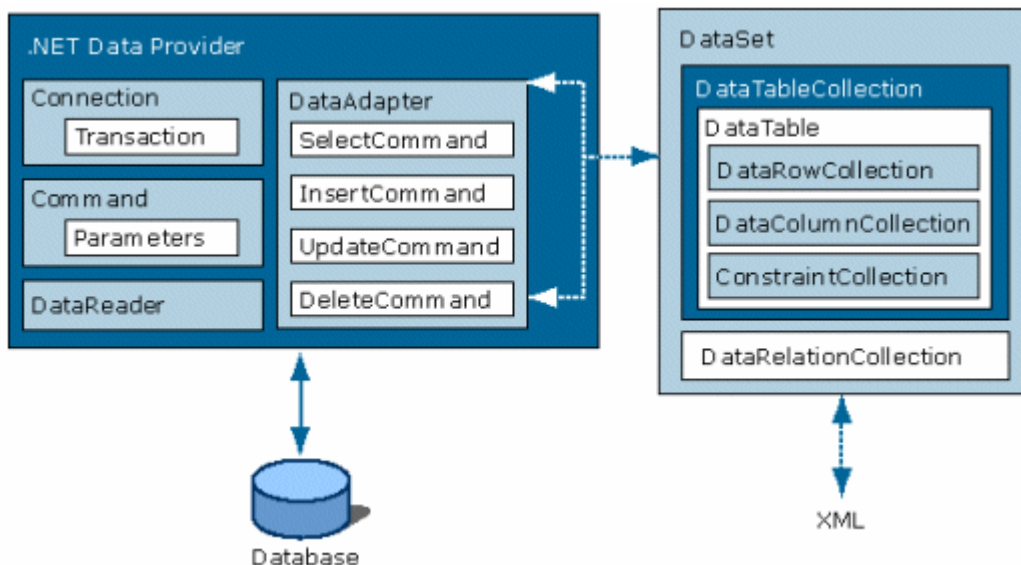 .NET Data Provider
Connection
Transaction
Command
Parameters
DataReader
DataAdapter
SelectCommand
InsertCommand
UpdateCommand
DeleteCommand
DataSet
DataTableCollection
DataTable
DataRowCollection
DataColumnCollection
ConstraintCollection
DataRelationCollection
Database
XML